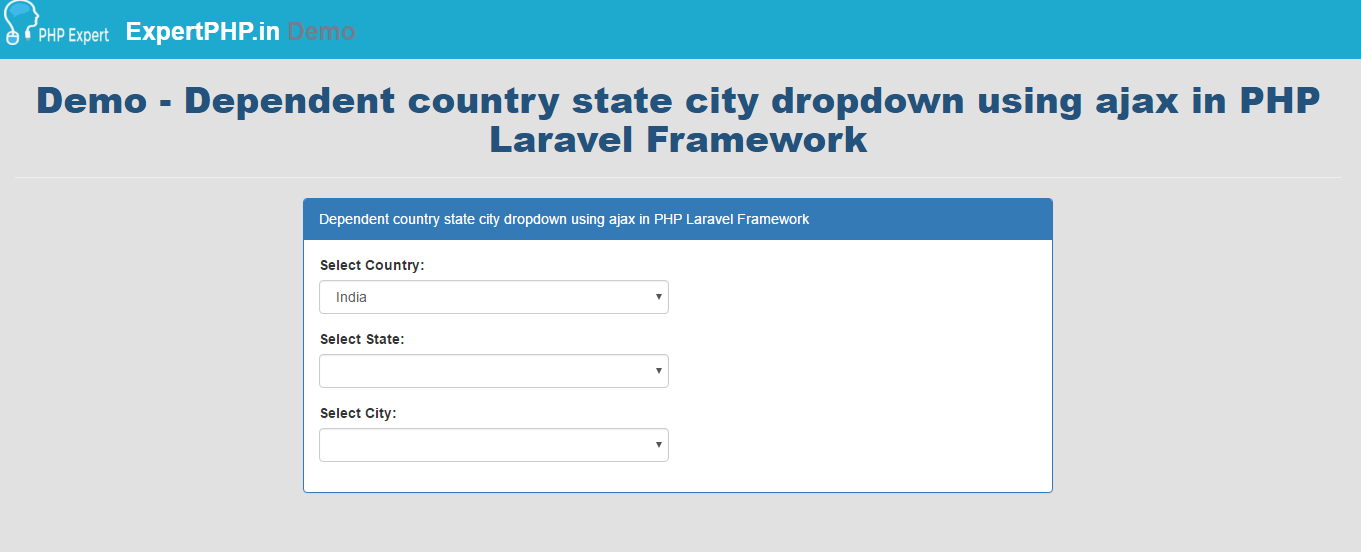 PHP Expert ExpertPHP.in Demo
Demo - Dependent country state city dropdown using ajax in PHP
Laravel Framework
Dependent country state city dropdown using ajax in PHP Laravel Framework
Select Country:
India
Select State:
Select City: